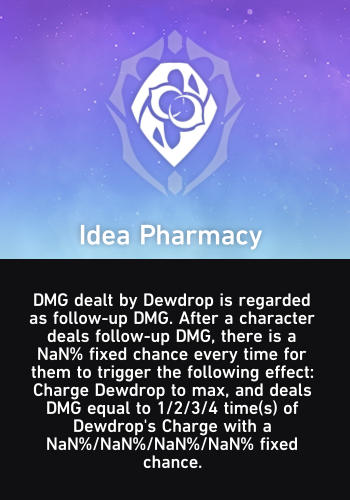 Idea Pharmacy
DMG dealt by Dewdrop is regarded
as follow-up DMG. After a character
deals follow-up DMG, there is a
NaN% fixed chance every time for
them to trigger the following effect:
Charge Dewdrop to max, and deals
DMG equal to 1/2/3/4 time(s) of
Dewdrop's Charge with a
NaN%/NaN%/NaN%/NaN% fixed
chance.